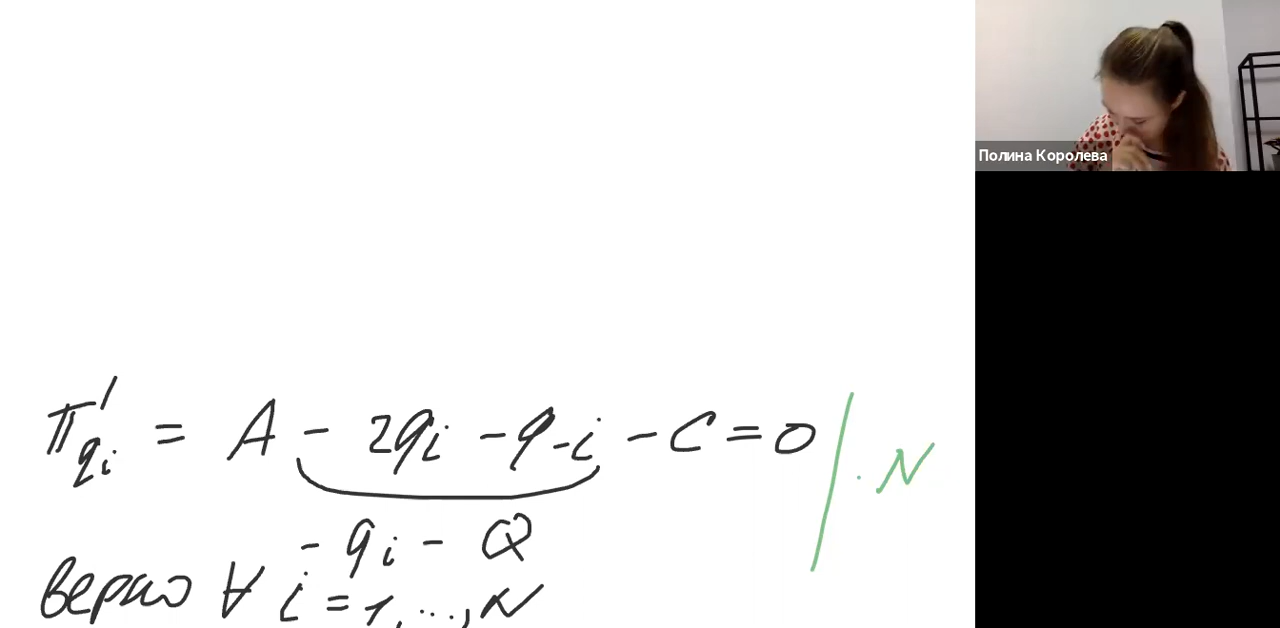 Полина Королева
π'qi = A - 2qi - q-i - C = 0 / · N
- qi - Q
верно ∀ i = 1, ..., N